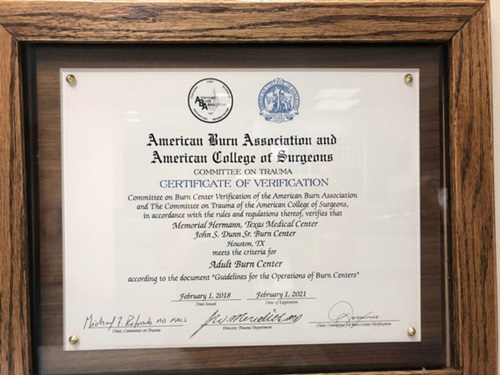 American Burn Association and
American College of Surgeons
COMMITTEE ON TRAUMA
CERTIFICATE OF VERIFICATION
Committee on Burn Center Verification of the American Burn Association
and The Committee on Trauma of the American College of Surgeons,
in accordance with the rules and regulations thereof, verifies that
Memorial Hermann, Texas Medical Center
John S. Dunn, Sr. Burn Center
Houston, TX
meets the criteria for
Adult Burn Center
according to the document "Guidelines for the Operations of Burn Centers"
February 1, 2018 February 1, 2021
Date Issued Date of Expiration
Chair, Committee on Trauma Director, Trauma Department Chair, Committee for Burn Center Verification